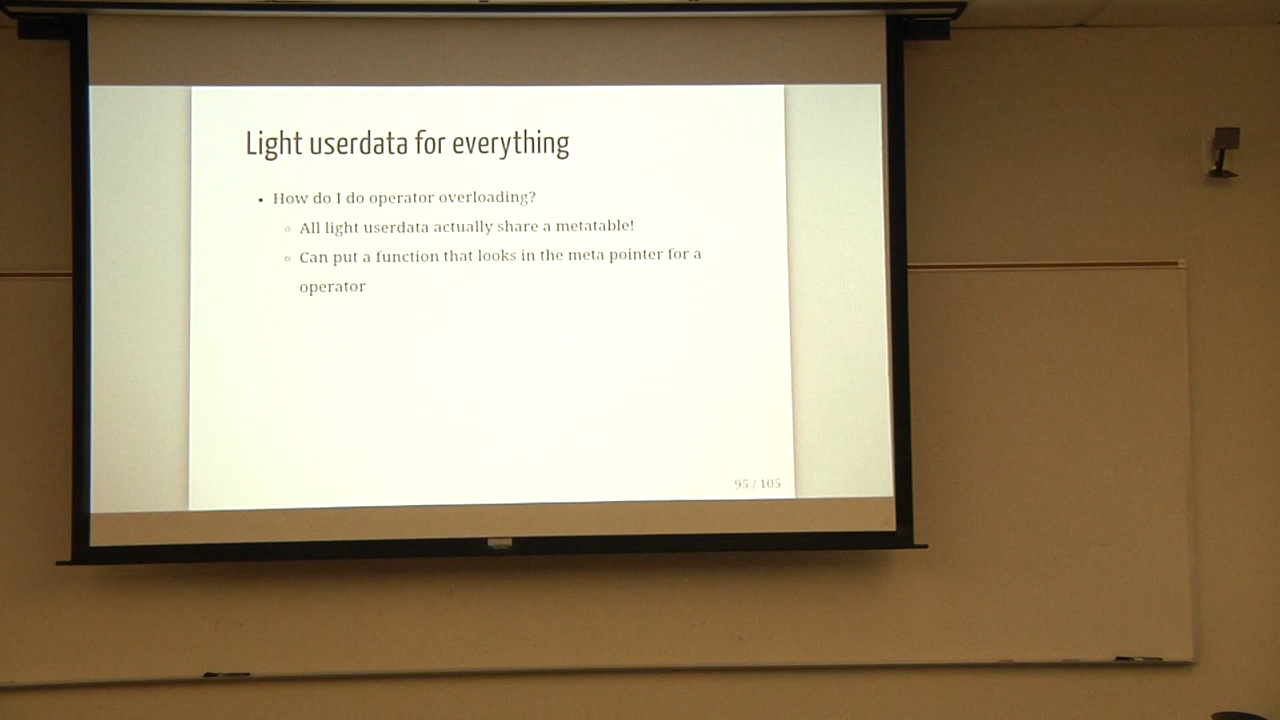 Light userdata for everything
• How do I do operator overloading?
◦ All light userdata actually share a metatable!
◦ Can put a function that looks in the meta pointer for a
operator
95 / 105